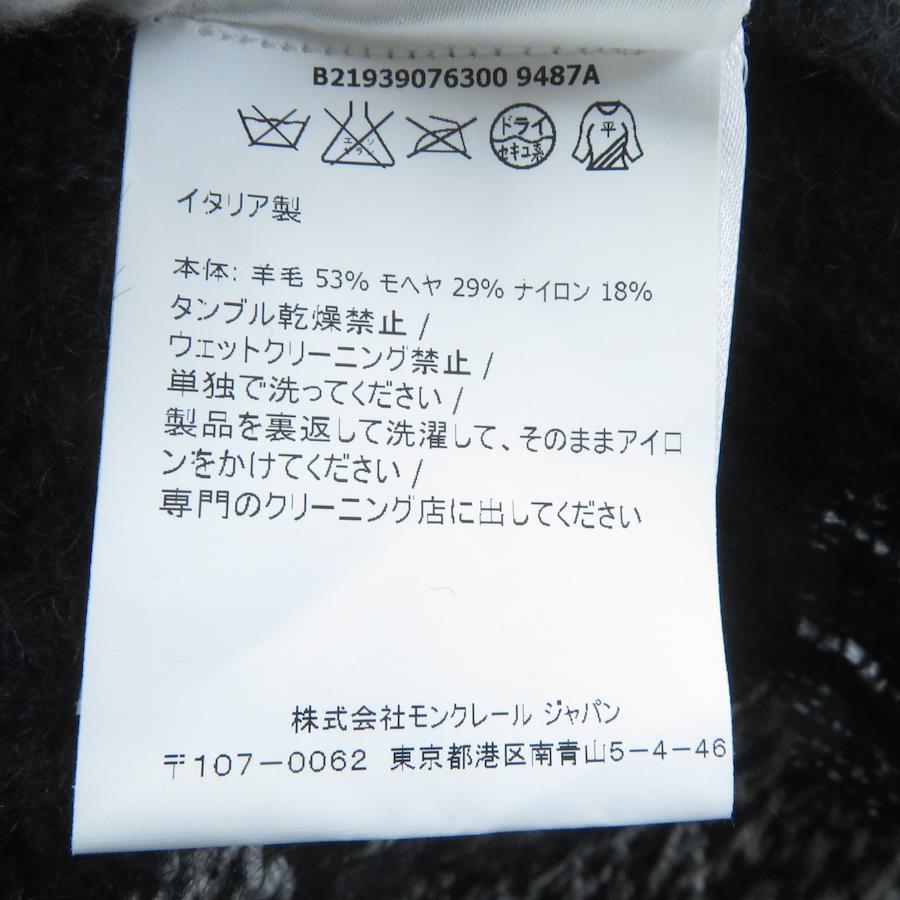 B21939076300 9487A
エンソ
サラシ
ドライ
セキユ系
平
イタリア製
本体: 羊毛 53% モヘヤ 29% ナイロン 18%
タンブル乾燥禁止 /
ウェットクリーニング禁止 /
単独で洗ってください /
製品を裏返して洗濯して、そのままアイロ
ンをかけてください /
専門のクリーニング店に出してください
株式会社モンクレール ジャパン
〒107-0062 東京都港区南青山5-4-46